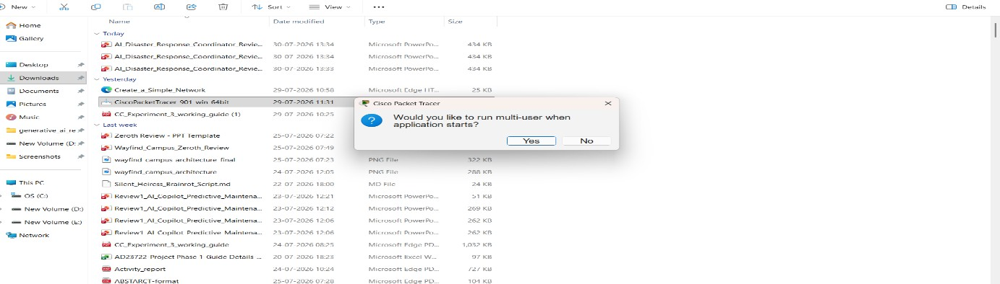 New
Sort
View
Details
Name Date modified Type Size
Home
Gallery
Desktop
Downloads
Documents
Pictures
Music
generative_ai_re
New Volume (D:
Screenshots
This PC
OS (C:)
New Volume (D:)
New Volume (E:)
Network
Today
AI_Disaster_Response_Coordinator_Revie... 30-07-2026 13:34 Microsoft PowerPo... 434 KB
AI_Disaster_Response_Coordinator_Revie... 30-07-2026 13:34 Microsoft PowerPo... 434 KB
AI_Disaster_Response_Coordinator_Revie... 30-07-2026 13:33 Microsoft PowerPo... 434 KB
Yesterday
Create_a_Simple_Network 29-07-2026 10:58 Microsoft Edge HT... 25 KB
CiscoPacketTracer_901_win_64bit 29-07-2026 11:31
CC_Experiment_3_working_guide (1) 29-07-2026 10:25
Last week
Zeroth Review - PPT Template 25-07-2026 07:22
Wayfind_Campus_Zeroth_Review 25-07-2026 07:49
wayfind_campus_architecture_final 25-07-2026 07:23 PNG File 322 KB
wayfind_campus_architecture 24-07-2026 12:05 PNG File 288 KB
Silent_Heiress_Brainrot_Script.md 22-07-2026 18:00 MD File 24 KB
Review1_AI_Copilot_Predictive_Maintena... 23-07-2026 12:21 Microsoft PowerPo... 51 KB
Review1_AI_Copilot_Predictive_Maintena... 23-07-2026 12:12 Microsoft PowerPo... 269 KB
Review1_AI_Copilot_Predictive_Maintena... 23-07-2026 12:06 Microsoft PowerPo... 262 KB
Review1_AI_Copilot_Predictive_Maintena... 23-07-2026 12:06 Microsoft PowerPo... 262 KB
CC_Experiment_3_working_guide 24-07-2026 08:25 Microsoft Edge PD... 1,032 KB
AD23722-Project Phase 1-Guide Details ... 20-07-2026 18:23 Microsoft Excel W... 97 KB
Activity_report 24-07-2026 10:24 Microsoft Edge PD... 727 KB
ABSTARCT-format 25-07-2026 07:28 Microsoft Edge PD... 104 KB
Cisco Packet Tracer
Would you like to run multi-user when
application starts?
Yes No